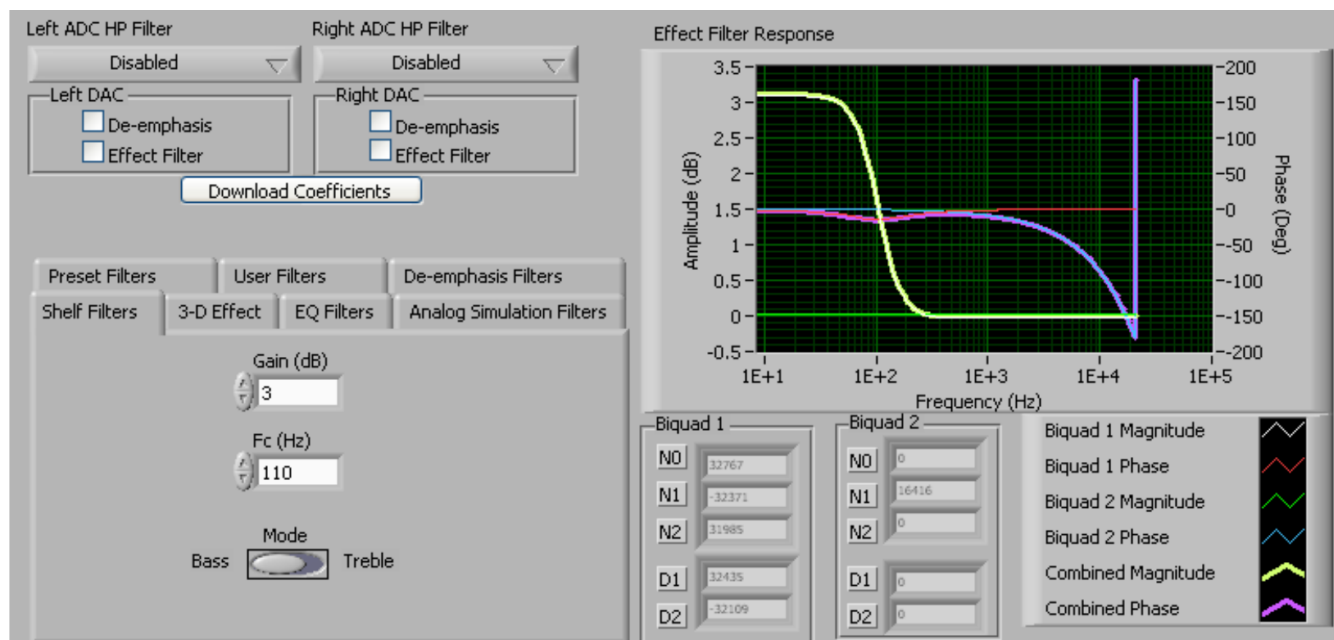 Left ADC HP Filter
Right ADC HP Filter
Disabled
Disabled
Left DAC
De-emphasis
Effect Filter
Right DAC
De-emphasis
Effect Filter
Download Coefficients
Preset Filters
User Filters
De-emphasis Filters
Shelf Filters
3-D Effect
EQ Filters
Analog Simulation Filters
Gain (dB)
3
Fc (Hz)
110
Mode
Bass
Treble
Effect Filter Response
Amplitude (dB)
3.5
3
2.5
2
1.5
1
0.5
0
-0.5
200
150
100
50
0
-50
-100
-150
-200
Phase (Deg)
1E+1
1E+2
1E+3
1E+4
1E+5
Frequency (Hz)
Biquad 1
N0 32767
N1 -32371
N2 31985
D1 32435
D2 -32109
Biquad 2
N0 0
N1 16416
N2 0
D1 0
D2 0
Biquad 1 Magnitude
Biquad 1 Phase
Biquad 2 Magnitude
Biquad 2 Phase
Combined Magnitude
Combined Phase